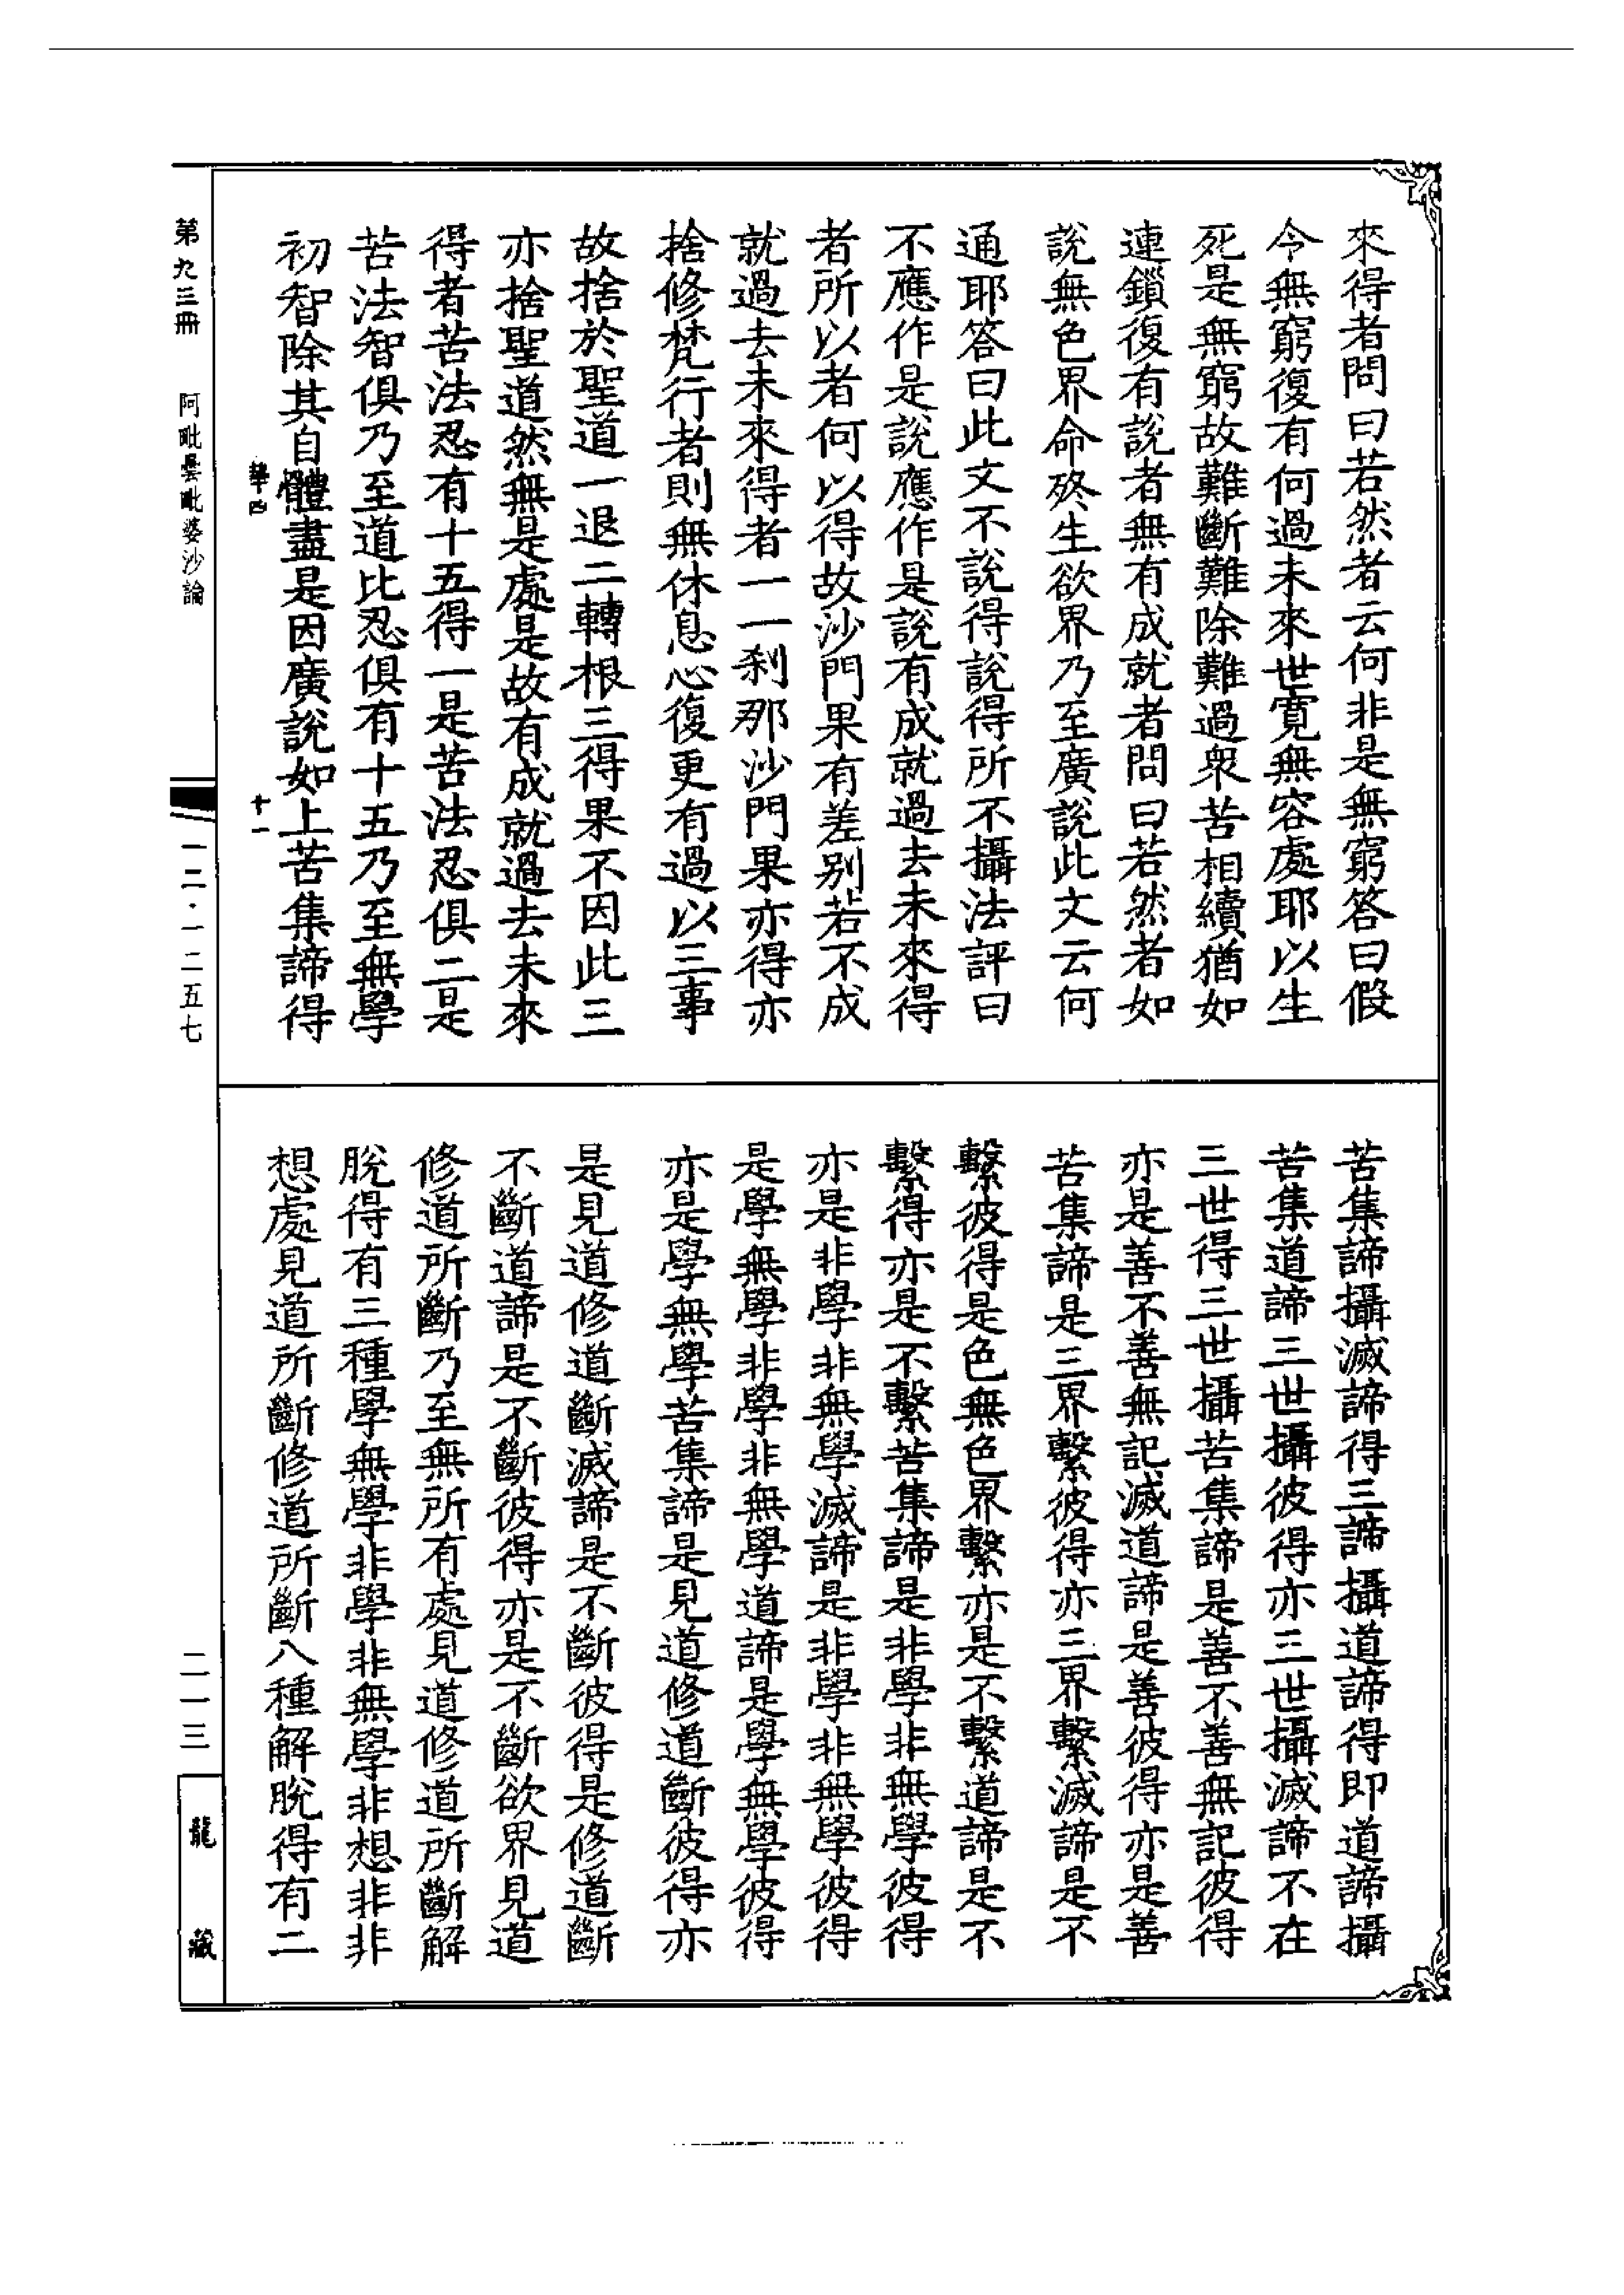 來得者問曰若然者云何非是無窮答曰假
令無窮復有何過未來世寬無容處耶以生
死是無窮故難斷難除難過衆苦相續猶如
連鎖復有說者無有成就者問曰若然者如
說無色界命終生欲界乃至廣說此文云何
通耶答曰此文不說得說得所不攝法評曰
不應作是說應作是說有成就過去未來得
者所以者何以得故沙門果有差别若不成
就過去未來得者一一刹那沙門果亦得亦
捨修梵行者則無休息心復更有過以三事
故捨於聖道一退二轉根三得果不因此三
亦捨聖道然無是處是故有成就過去未來
得者苦法忍有十五得一是苦法忍俱二是
苦法智俱乃至道比忍俱有十五乃至無學
初智除其自體盡是因廣說如上苦集諦得
華四 十一
苦集諦攝滅諦得三諦攝道諦得即道諦攝
苦集道諦三世攝彼得亦三世攝滅諦不在
三世得三世攝苦集諦是善不善無記彼得
亦是善不善無記滅道諦是善彼得亦是善
苦集諦是三界繫彼得亦三界繫滅諦是不
繫彼得是色無色界繫亦是不繫道諦是不
繫得亦是不繫苦集諦是非學非無學彼得
亦是非學非無學滅諦是非學非無學彼得
是學無學非學非無學道諦是學無學彼得
亦是學無學苦集諦是見道修道斷彼得亦
是見道修道斷滅諦是不斷彼得是修道斷
不斷道諦是不斷彼得亦是不斷欲界見道
修道所斷乃至無所有處見道修道所斷解
脫得有三種學無學非學非無學非想非非
想處見道所斷修道所斷八種解脫得有二
第九三冊 阿毗曇毗婆沙論 一二·一二五七 二一三 龍藏